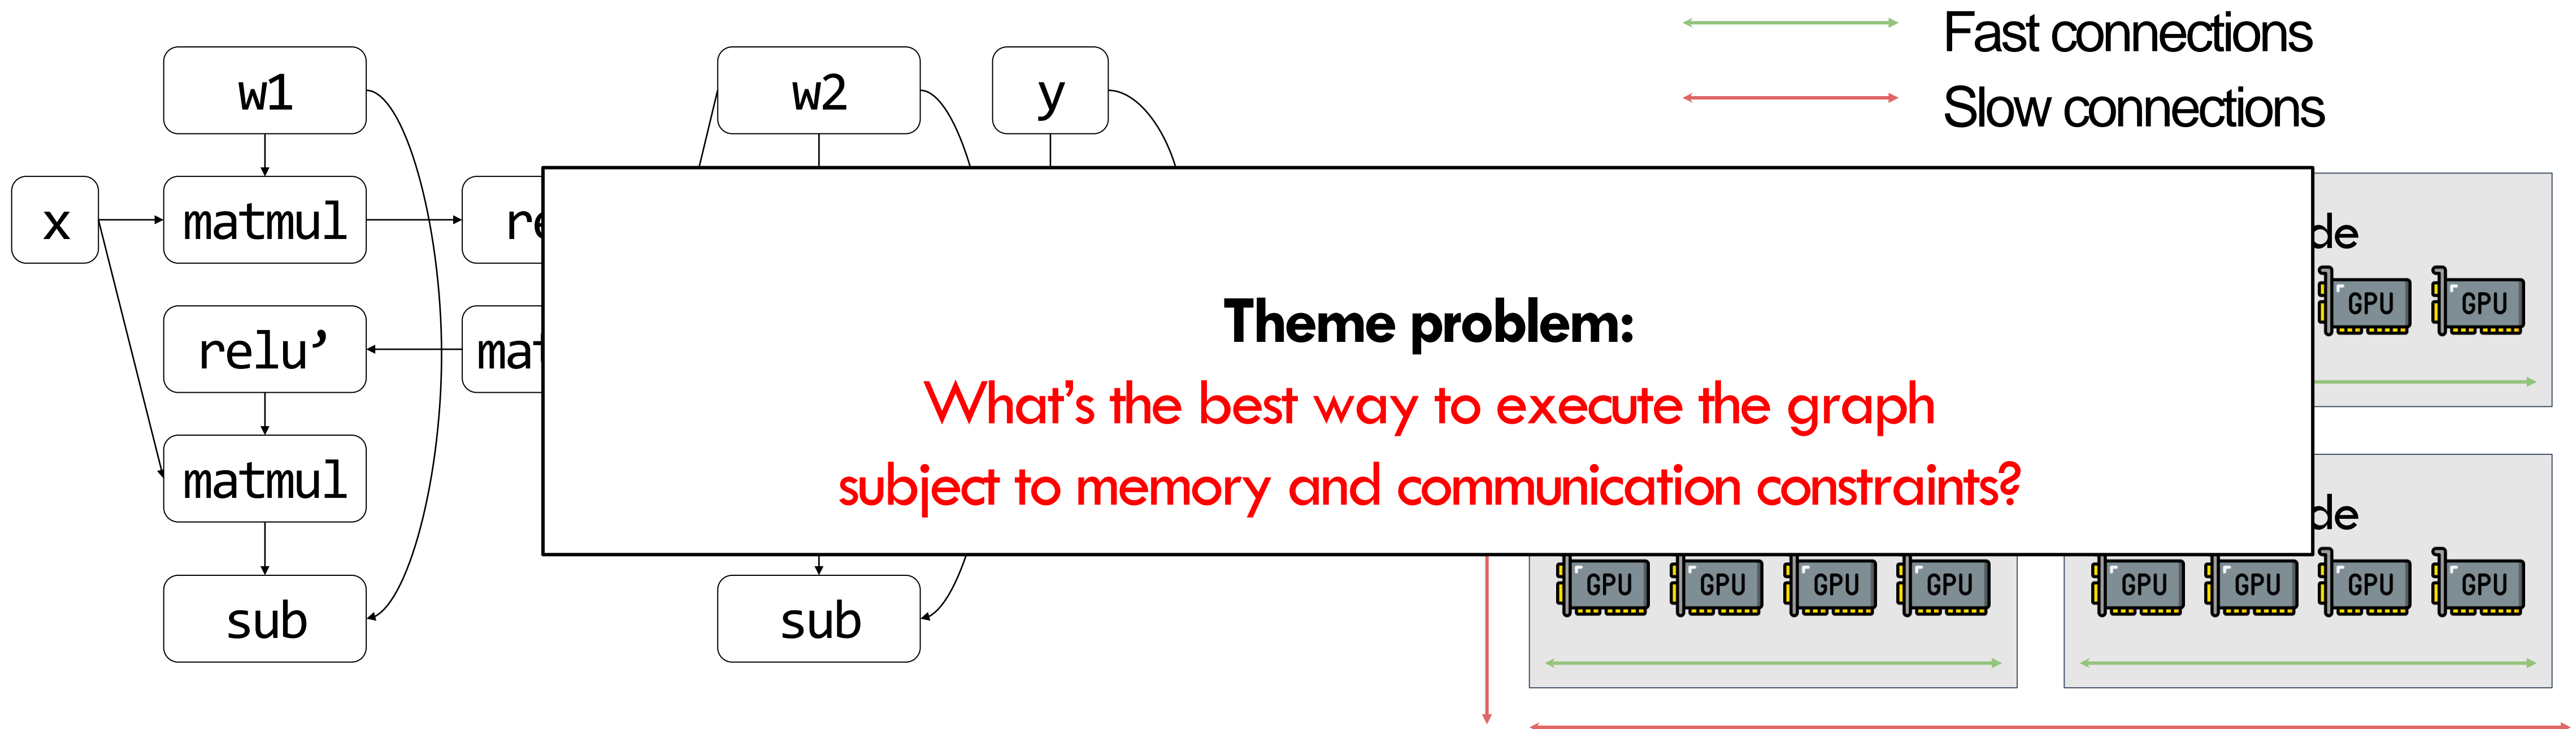 Fast connections
Slow connections
w1
w2
y
x
matmul
relu’
matmul
sub
sub
Theme problem:
What's the best way to execute the graph
subject to memory and communication constraints?
GPU GPU
GPU GPU GPU GPU
GPU GPU GPU GPU